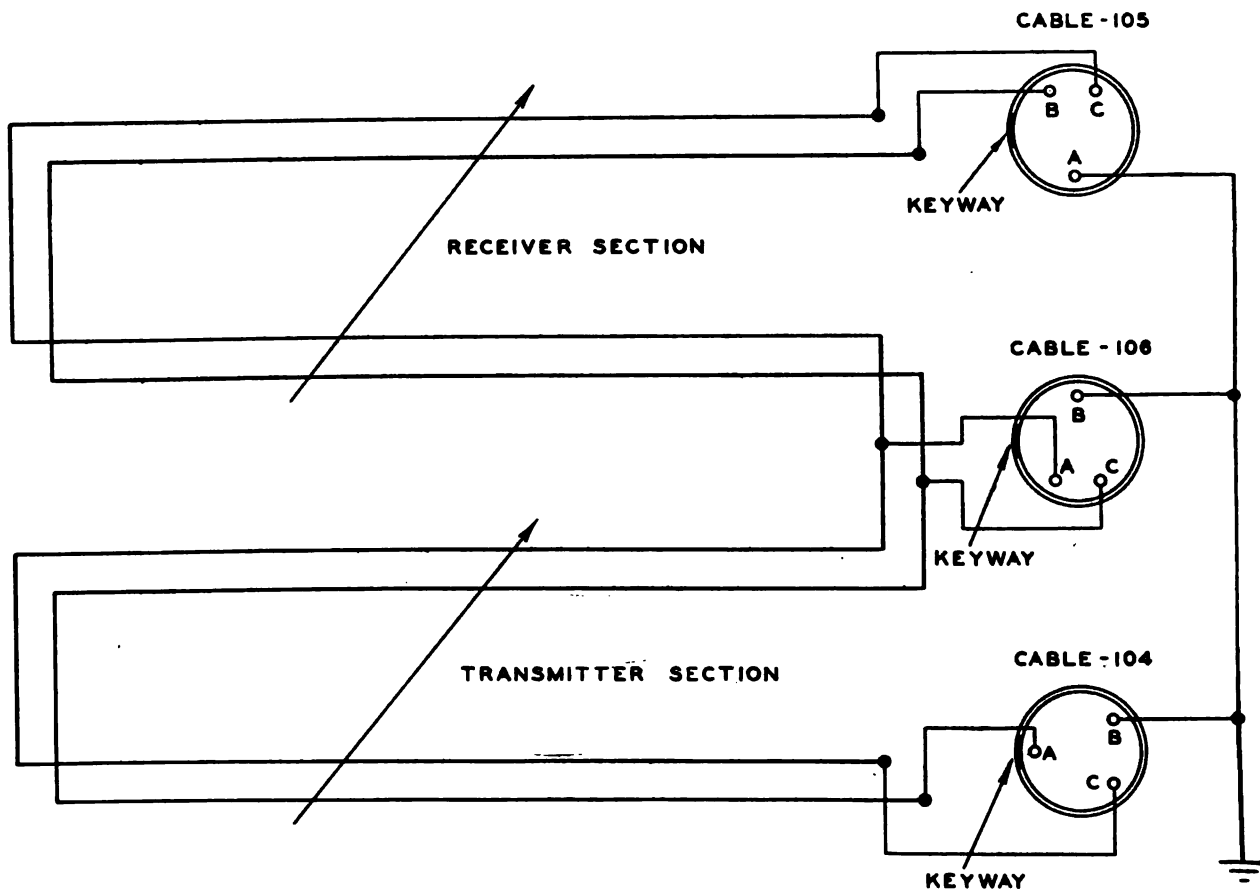 CABLE-105
B C
A
KEYWAY
RECEIVER SECTION
CABLE-106
B
A C
KEYWAY
TRANSMITTER SECTION
CABLE-104
B
A
C
KEYWAY